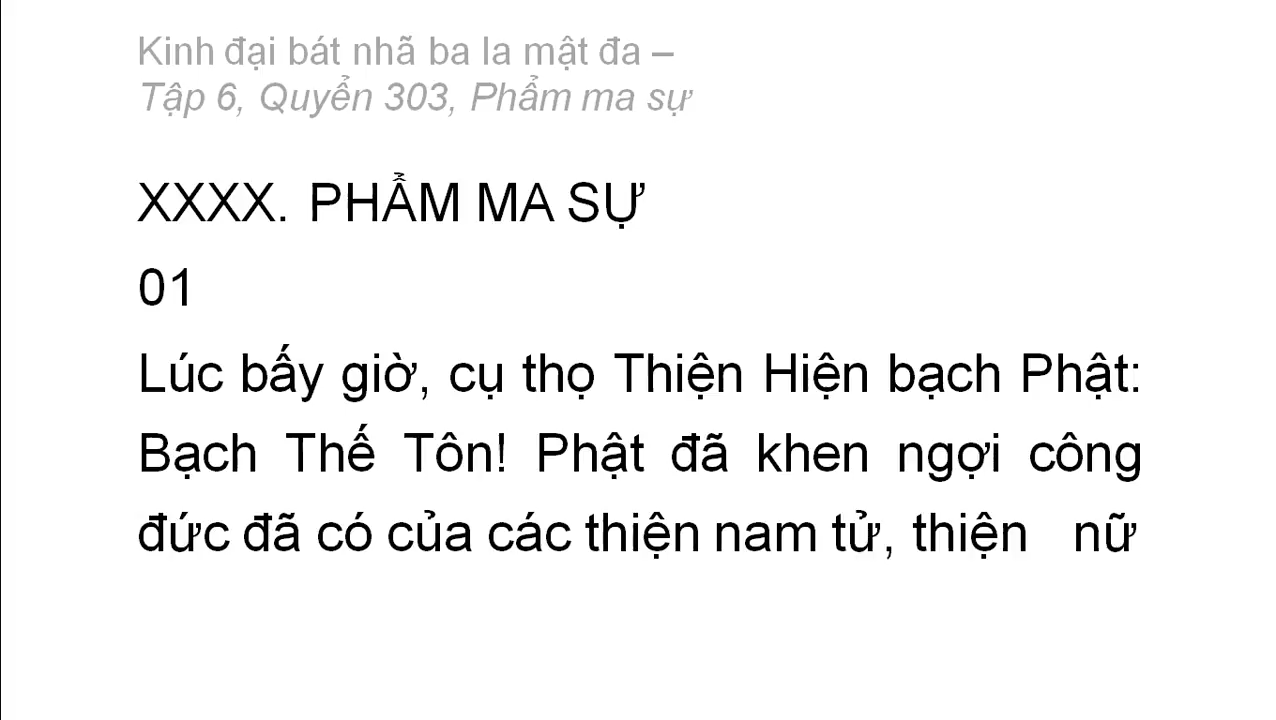 Kinh đại bát nhã ba la mật đa –
Tập 6, Quyển 303, Phẩm ma sự
XXXX. PHẨM MA SỰ
01
Lúc bấy giờ, cụ thọ Thiện Hiện bạch Phật:
Bạch Thế Tôn! Phật đã khen ngợi công
đức đã có của các thiện nam tử, thiện nữ